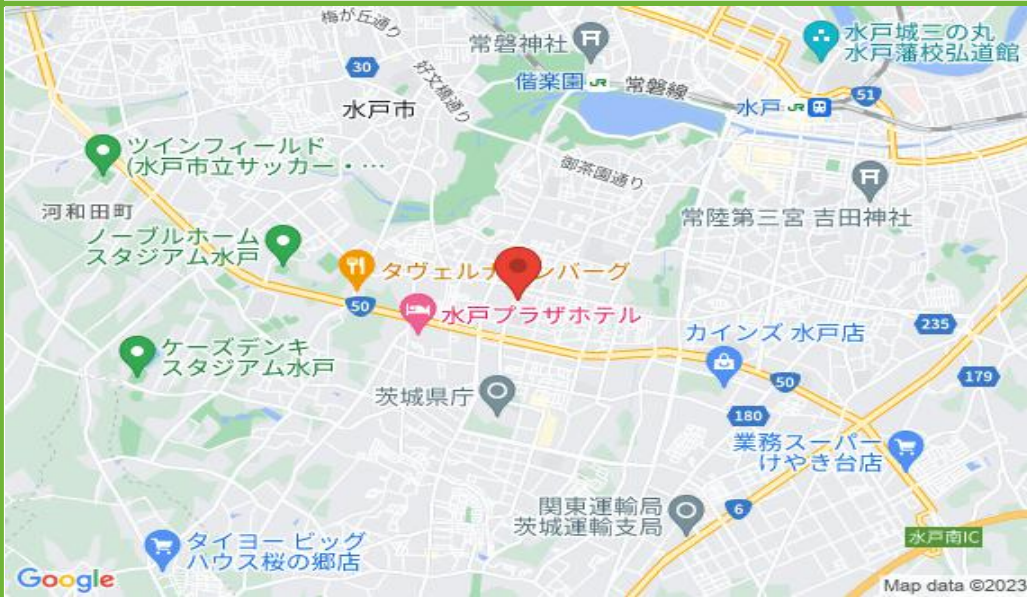 梅が丘通り
常磐神社
水戸城三の丸
水戸藩校弘道館
30
好文橋通り
偕楽園
JR
常磐線
水戸市
水戸
JR
51
ツインフィールド
(水戸市立サッカー・…
御茶園通り
河和田町
常陸第三宮 吉田神社
ノーブルホーム
スタジアム水戸
タヴェルナ
ンバーグ
50
水戸プラザホテル
235
カインズ 水戸店
ケーズデンキ
スタジアム水戸
179
50
茨城県庁
180
業務スーパー
けやき台店
関東運輸局
茨城運輸支局
6
水戸南IC
タイヨー ビッグ
ハウス桜の郷店
Google
Map data ©2023